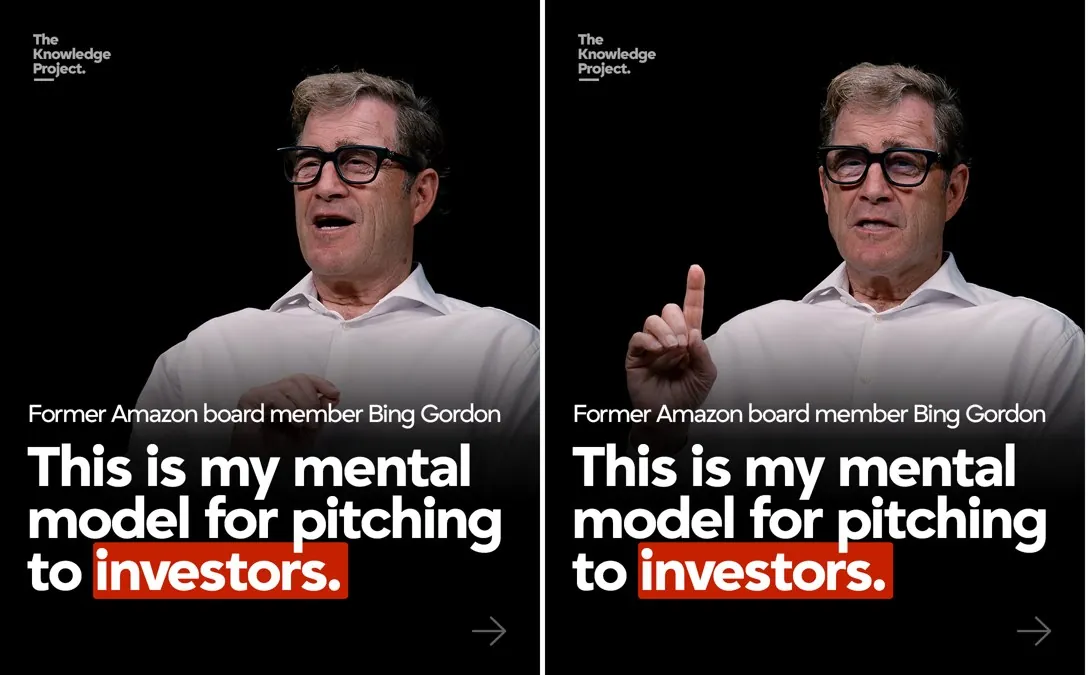 The
Knowledge
Project.
Former Amazon board member Bing Gordon
This is my mental
model for pitching
to investors.
The
Knowledge
Project.
Former Amazon board member Bing Gordon
This is my mental
model for pitching
to investors.